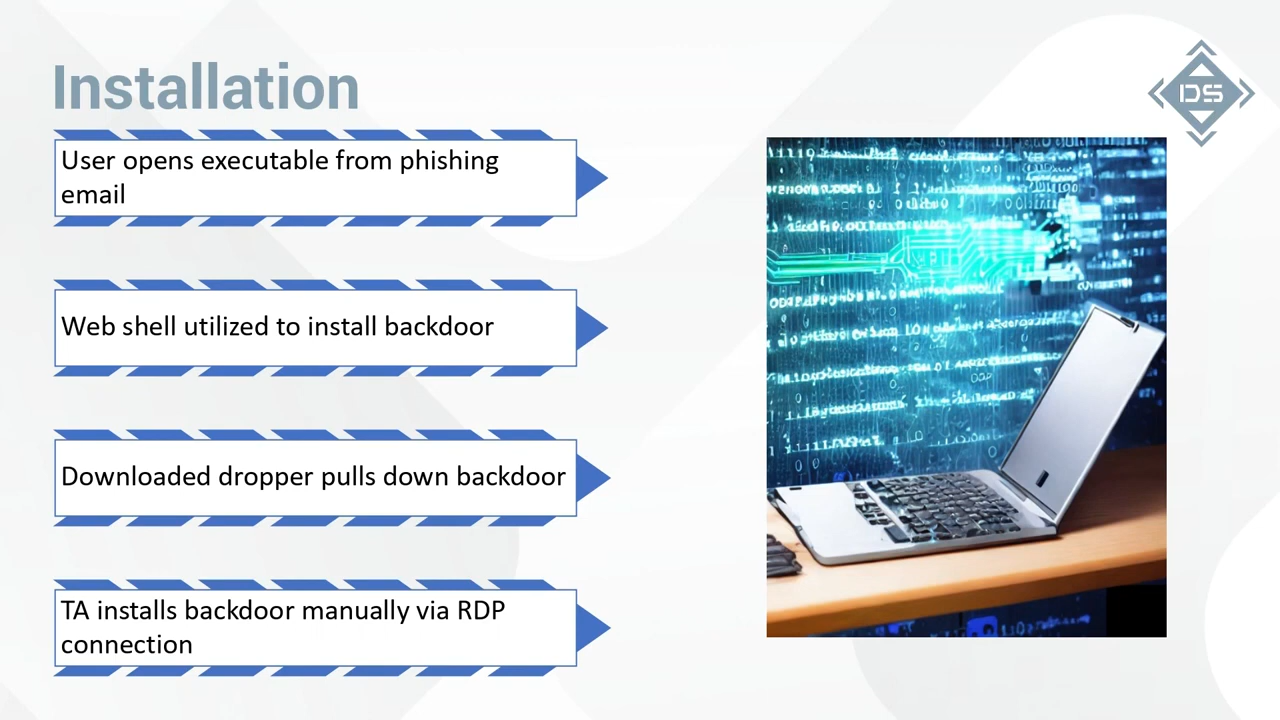 Installation
DS
User opens executable from phishing
email
Web shell utilized to install backdoor
Downloaded dropper pulls down backdoor
TA installs backdoor manually via RDP
connection